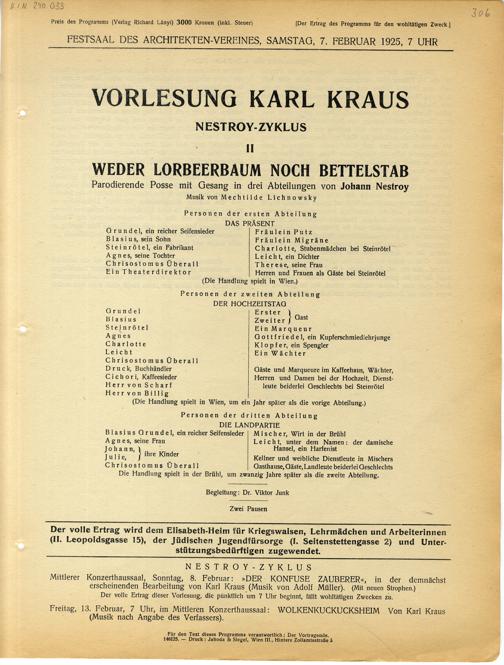 H.I.N. 240 033
306
Preis des Programms (Verlag Richard Lányi) 3000 Kronen (inkl. Steuer) [Der Ertrag des Programms für den wohltätigen Zweck]
FESTSAAL DES ARCHITEKTEN-VEREINES, SAMSTAG, 7. FEBRUAR 1925, 7 UHR
VORLESUNG KARL KRAUS
NESTROY-ZYKLUS
II
WEDER LORBEERBAUM NOCH BETTELSTAB
Parodierende Posse mit Gesang in drei Abteilungen von Johann Nestroy
Musik von Mechtilde Lichnowsky
Personen der ersten Abteilung
DAS PRÄSENT
Grundel, ein reicher Seifensieder
Blasius, sein Sohn
Steinrötel, ein Fabrikant
Agnes, seine Tochter
Chrisostomus Überall
Ein Theaterdirektor
Fräulein Putz
Fräulein Migräne
Charlotte, Stubenmädchen bei Steinrötel
Leicht, ein Dichter
Therese, seine Frau
Herren und Frauen als Gäste bei Steinrötel
(Die Handlung spielt in Wien.)
Personen der zweiten Abteilung
DER HOCHZEITSTAG
Grundel
Blasius
Steinrötel
Agnes
Charlotte
Leicht
Chrisostomus Überall
Druck, Buchhändler
Cichori, Kaffeesieder
Herr von Scharf
Herr von Billig
Erster
Zweiter } Gast
Ein Marqueur
Gottfried, ein Kupferschmiedlehrjunge
Klopfer, ein Spengler
Ein Wächter
Gäste und Marqueure im Kaffeehaus, Wächter,
Herren und Damen bei der Hochzeit, Dienst-
leute beiderlei Geschlechts bei Steinrötel
(Die Handlung spielt in Wien, um ein Jahr später als die vorige Abteilung.)
Personen der dritten Abteilung
DIE LANDPARTIE
Blasius Grundel, ein reicher Seifensieder
Agnes, seine Frau
Johann,
Julie, } ihre Kinder
Chrisostomus Überall
Mischer, Wirt in der Brühl
Leicht, unter dem Namen: der damische
Hansel, ein Harfenist
Kellner und weibliche Dienstleute in Mischers
Gasthause, Gäste, Landleute beiderlei Geschlechts
Die Handlung spielt in der Brühl, um zwanzig Jahre später als die zweite Abteilung.
Begleitung: Dr. Viktor Junk
Zwei Pausen
Der volle Ertrag wird dem Elisabeth-Heim für Kriegswaisen, Lehrmädchen und Arbeiterinnen
(II. Leopoldsgasse 15), der Jüdischen Jugendfürsorge (I. Seitenstettengasse 2) und Unter-
stützungsbedürftigen zugewendet.
NESTROY-ZYKLUS
Mittlerer Konzerthaussaal, Sonntag, 8. Februar: »DER KONFUSE ZAUBERER«, in der demnächst
erscheinenden Bearbeitung von Karl Kraus (Musik von Adolf Müller). (Mit neuen Strophen.)
Der volle Ertrag dieser Vorlesung, die pünktlich um 7 Uhr beginnt, fällt wohltätigen Zwecken zu.
Freitag, 13. Februar, 7 Uhr, im Mittleren Konzerthaussaal: WOLKENKUCKUCKSHEIM Von Karl Kraus
(Musik nach Angabe des Verfassers).
Für den Text dieses Programms verantwortlich: Der Vortragende.
146025. — Druck: Jahoda & Siegel, Wien III., Hintere Zollamtsstraße 3